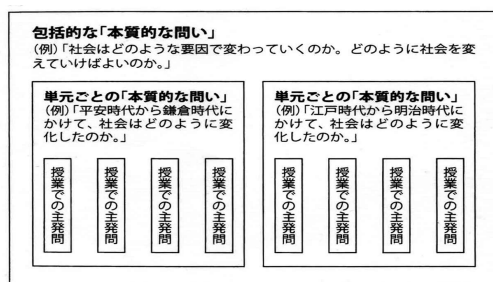 包括的な「本質的な問い」
(例)「社会はどのような要因で変わっていくのか。どのように社会を変
えていけばよいのか。」
単元ごとの「本質的な問い」
(例)「平安時代から鎌倉時代に
かけて、社会はどのように変
化したのか。」
授業での主発問
授業での主発問
授業での主発問
授業での主発問
単元ごとの「本質的な問い」
(例)「江戸時代から明治時代に
かけて、社会はどのように変
化したのか。」
授業での主発問
授業での主発問
授業での主発問
授業での主発問